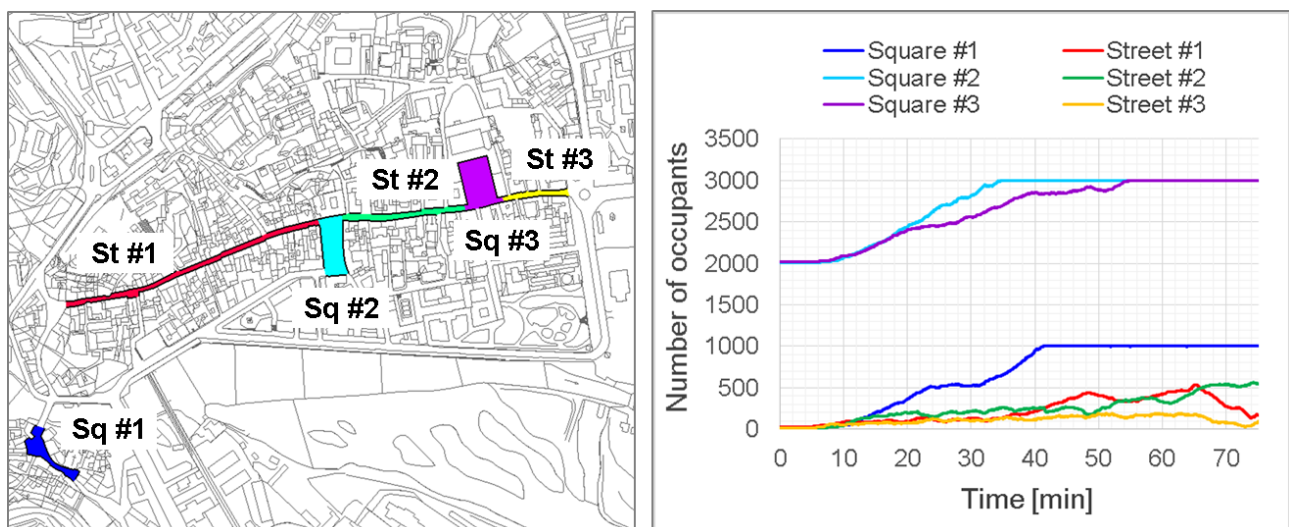 St #3
St #2
St #1
Sq #3
Sq #2
Sq #1
Square #1 Street #1
Square #2 Street #2
Square #3 Street #3
3500
3000
2500
2000
1500
1000
500
0
Number of occupants
0 10 20 30 40 50 60 70
Time [min]